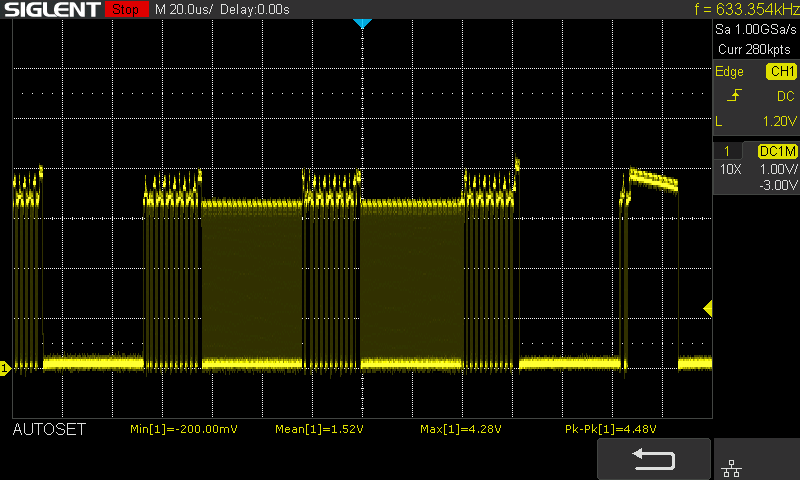 SIGLENT Stop M 20.0us/ Delay:0.00s f = 633.354kHz
Sa 1.00GSa/s
Curr 280kpts
Edge CH1
DC
L 1.20V
1 DC1M
10X 1.00V/
-3.00V
1
AUTOSET Min[1]=-200.00mV Mean[1]=1.52V Max[1]=4.28V Pk-Pk[1]=4.48V